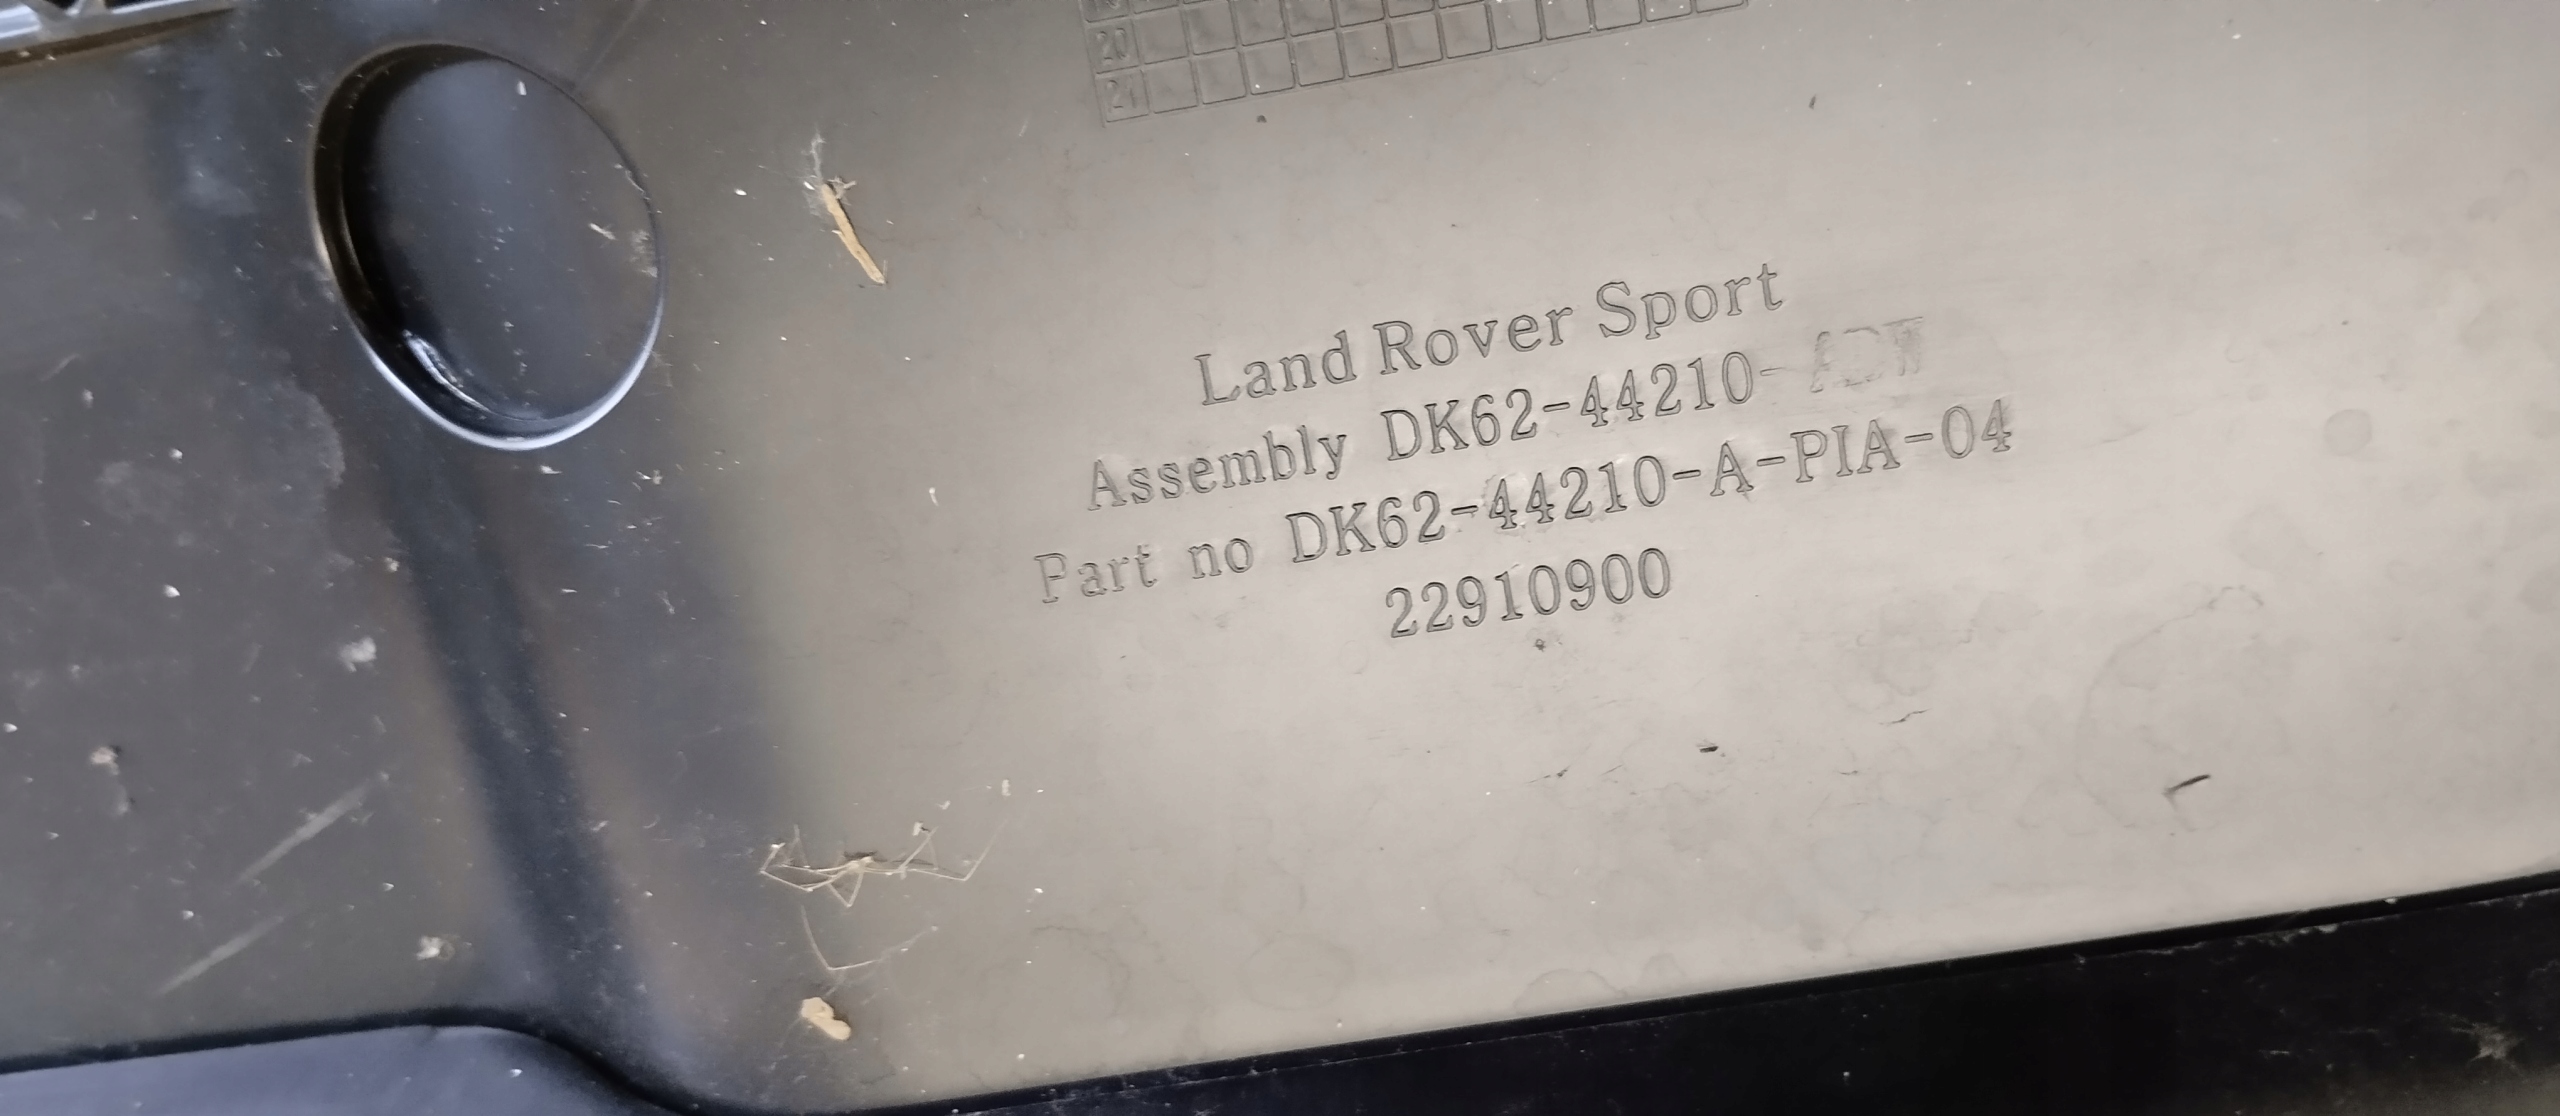 20
21
Land Rover Sport
Assembly DK62-44210-
Part no DK62-44210-A-PIA-04
22910900